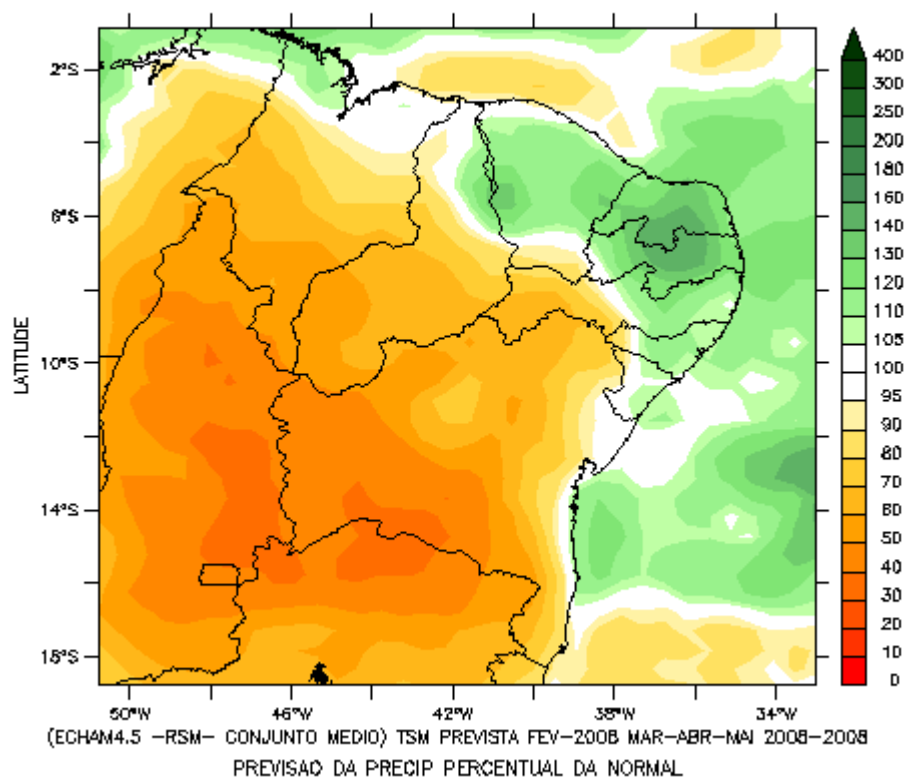 400
300
250
200
180
160
140
130
120
110
105
100
95
90
80
70
60
50
40
30
20
10
0
2°S
6°S
10°S
14°S
18°S
LATITUDE
50°W
46°W
42°W
38°W
34°W
(ECHAM4.5 -RSM- CONJUNTO MEDIO) TSM PREVISTA FEV-2008 MAR-ABR-MAI 2008-2008
PREVISAO DA PRECIP PERCENTUAL DA NORMAL